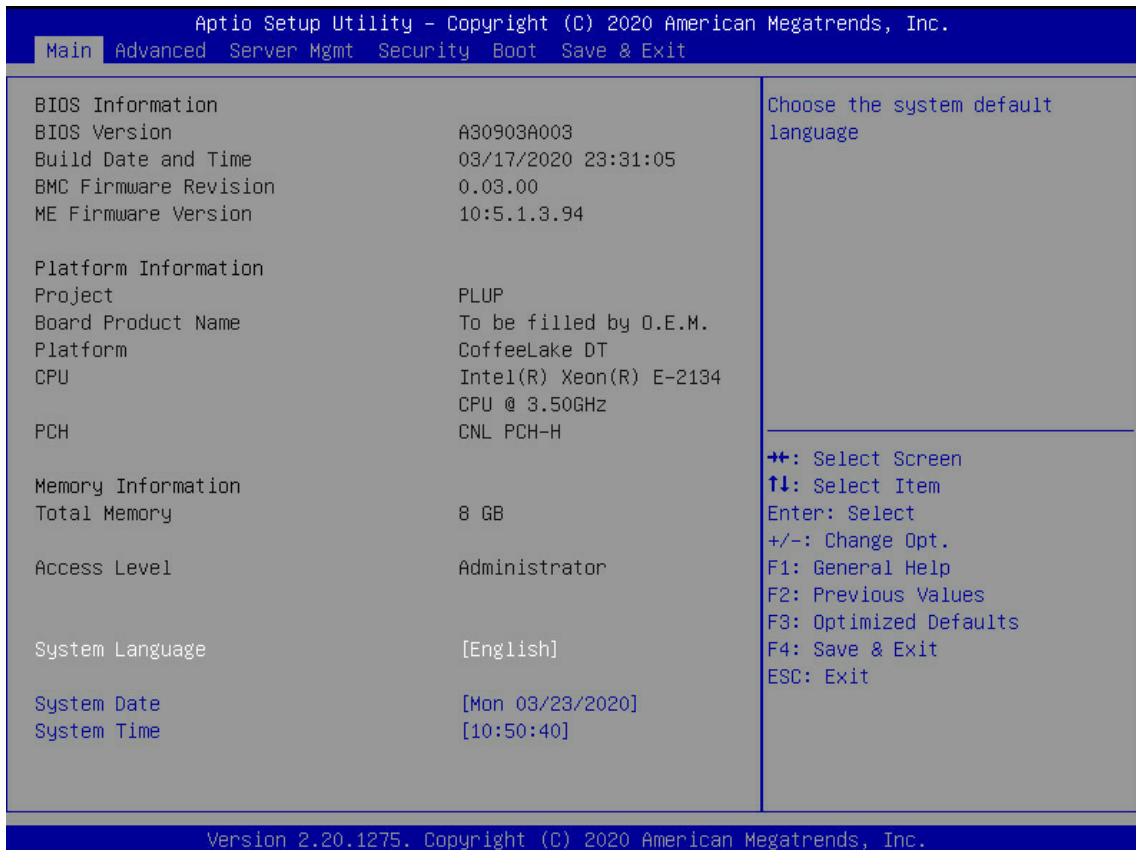 Aptio Setup Utility – Copyright (C) 2020 American Megatrends, Inc.
Main Advanced Server Mgmt Security Boot Save & Exit
BIOS Information
BIOS Version A30903A003
Build Date and Time 03/17/2020 23:31:05
BMC Firmware Revision 0.03.00
ME Firmware Version 10:5.1.3.94
Platform Information
Project PLUP
Board Product Name To be filled by O.E.M.
Platform CoffeeLake DT
CPU Intel(R) Xeon(R) E-2134
CPU @ 3.50GHz
PCH CNL PCH-H
Memory Information
Total Memory 8 GB
Access Level Administrator
System Language [English]
System Date [Mon 03/23/2020]
System Time [10:50:40]
Choose the system default
language
→←: Select Screen
↑↓: Select Item
Enter: Select
+/-: Change Opt.
F1: General Help
F2: Previous Values
F3: Optimized Defaults
F4: Save & Exit
ESC: Exit
Version 2.20.1275. Copyright (C) 2020 American Megatrends, Inc.